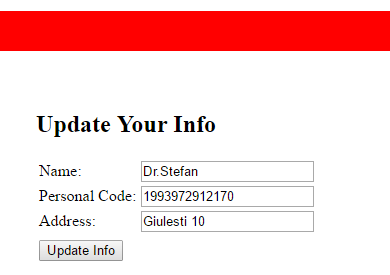 Update Your Info
Name: Dr.Stefan
Personal Code: 1993972912170
Address: Giulesti 10
Update Info